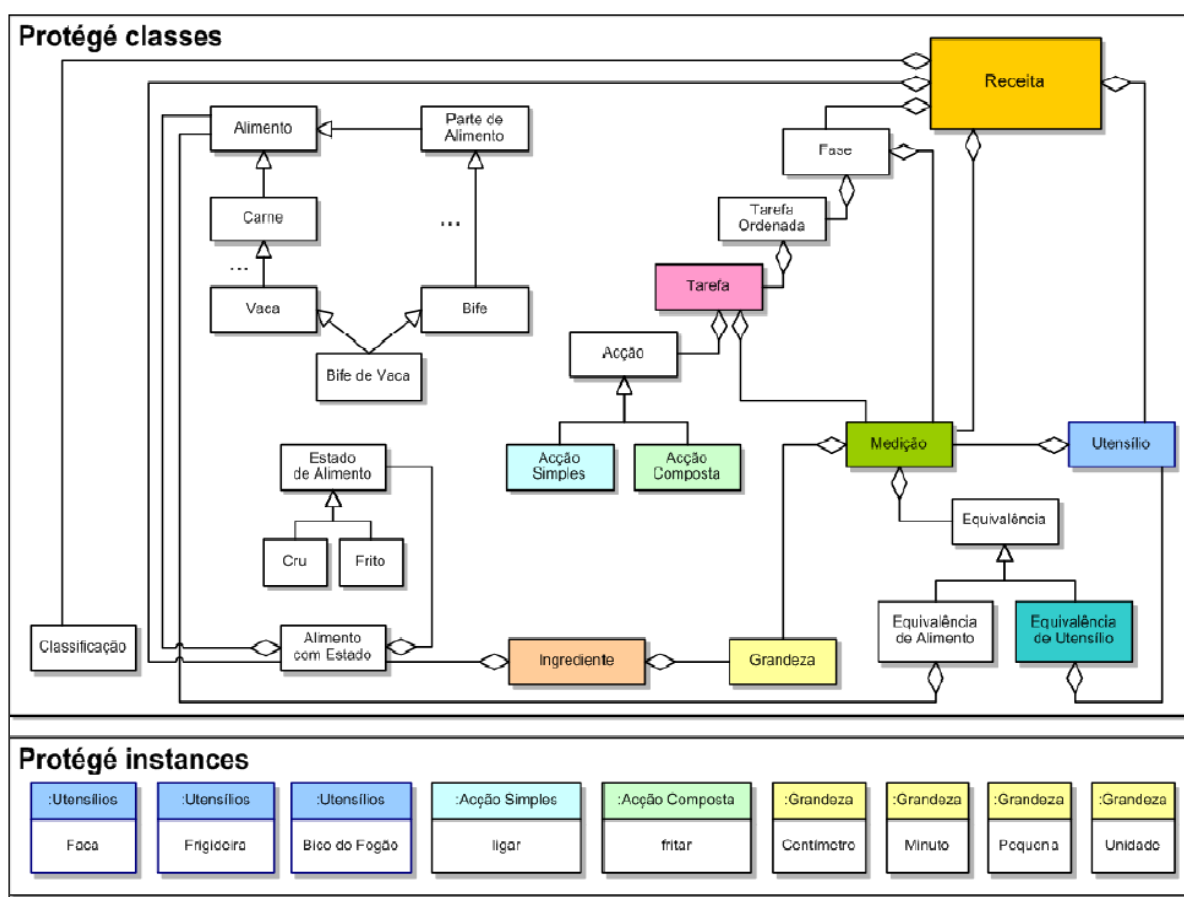 Protégé classes
Receita
Alimento
Parte de
Alimento
Fase
Carne
...
Tarefa
Ordenada
...
Vaca
Bife
Tarefa
Acção
Bife de Vaca
Estado
de Alimento
Acção
Simples
Acção
Composta
Medição
Utensílio
Equivalência
Cru
Frito
Classificação
Alimento
com Estado
Ingrediente
Grandeza
Equivalência
de Alimento
Equivalência
de Utensílio
Protégé instances
:Utensílios
Faca
:Utensílios
Frigideira
:Utensílios
Bico do Fogão
:Acção Simples
ligar
:Acção Composta
fritar
:Grandeza
Centímetro
:Grandeza
Minuto
:Grandeza
Pequena
:Grandeza
Unidade